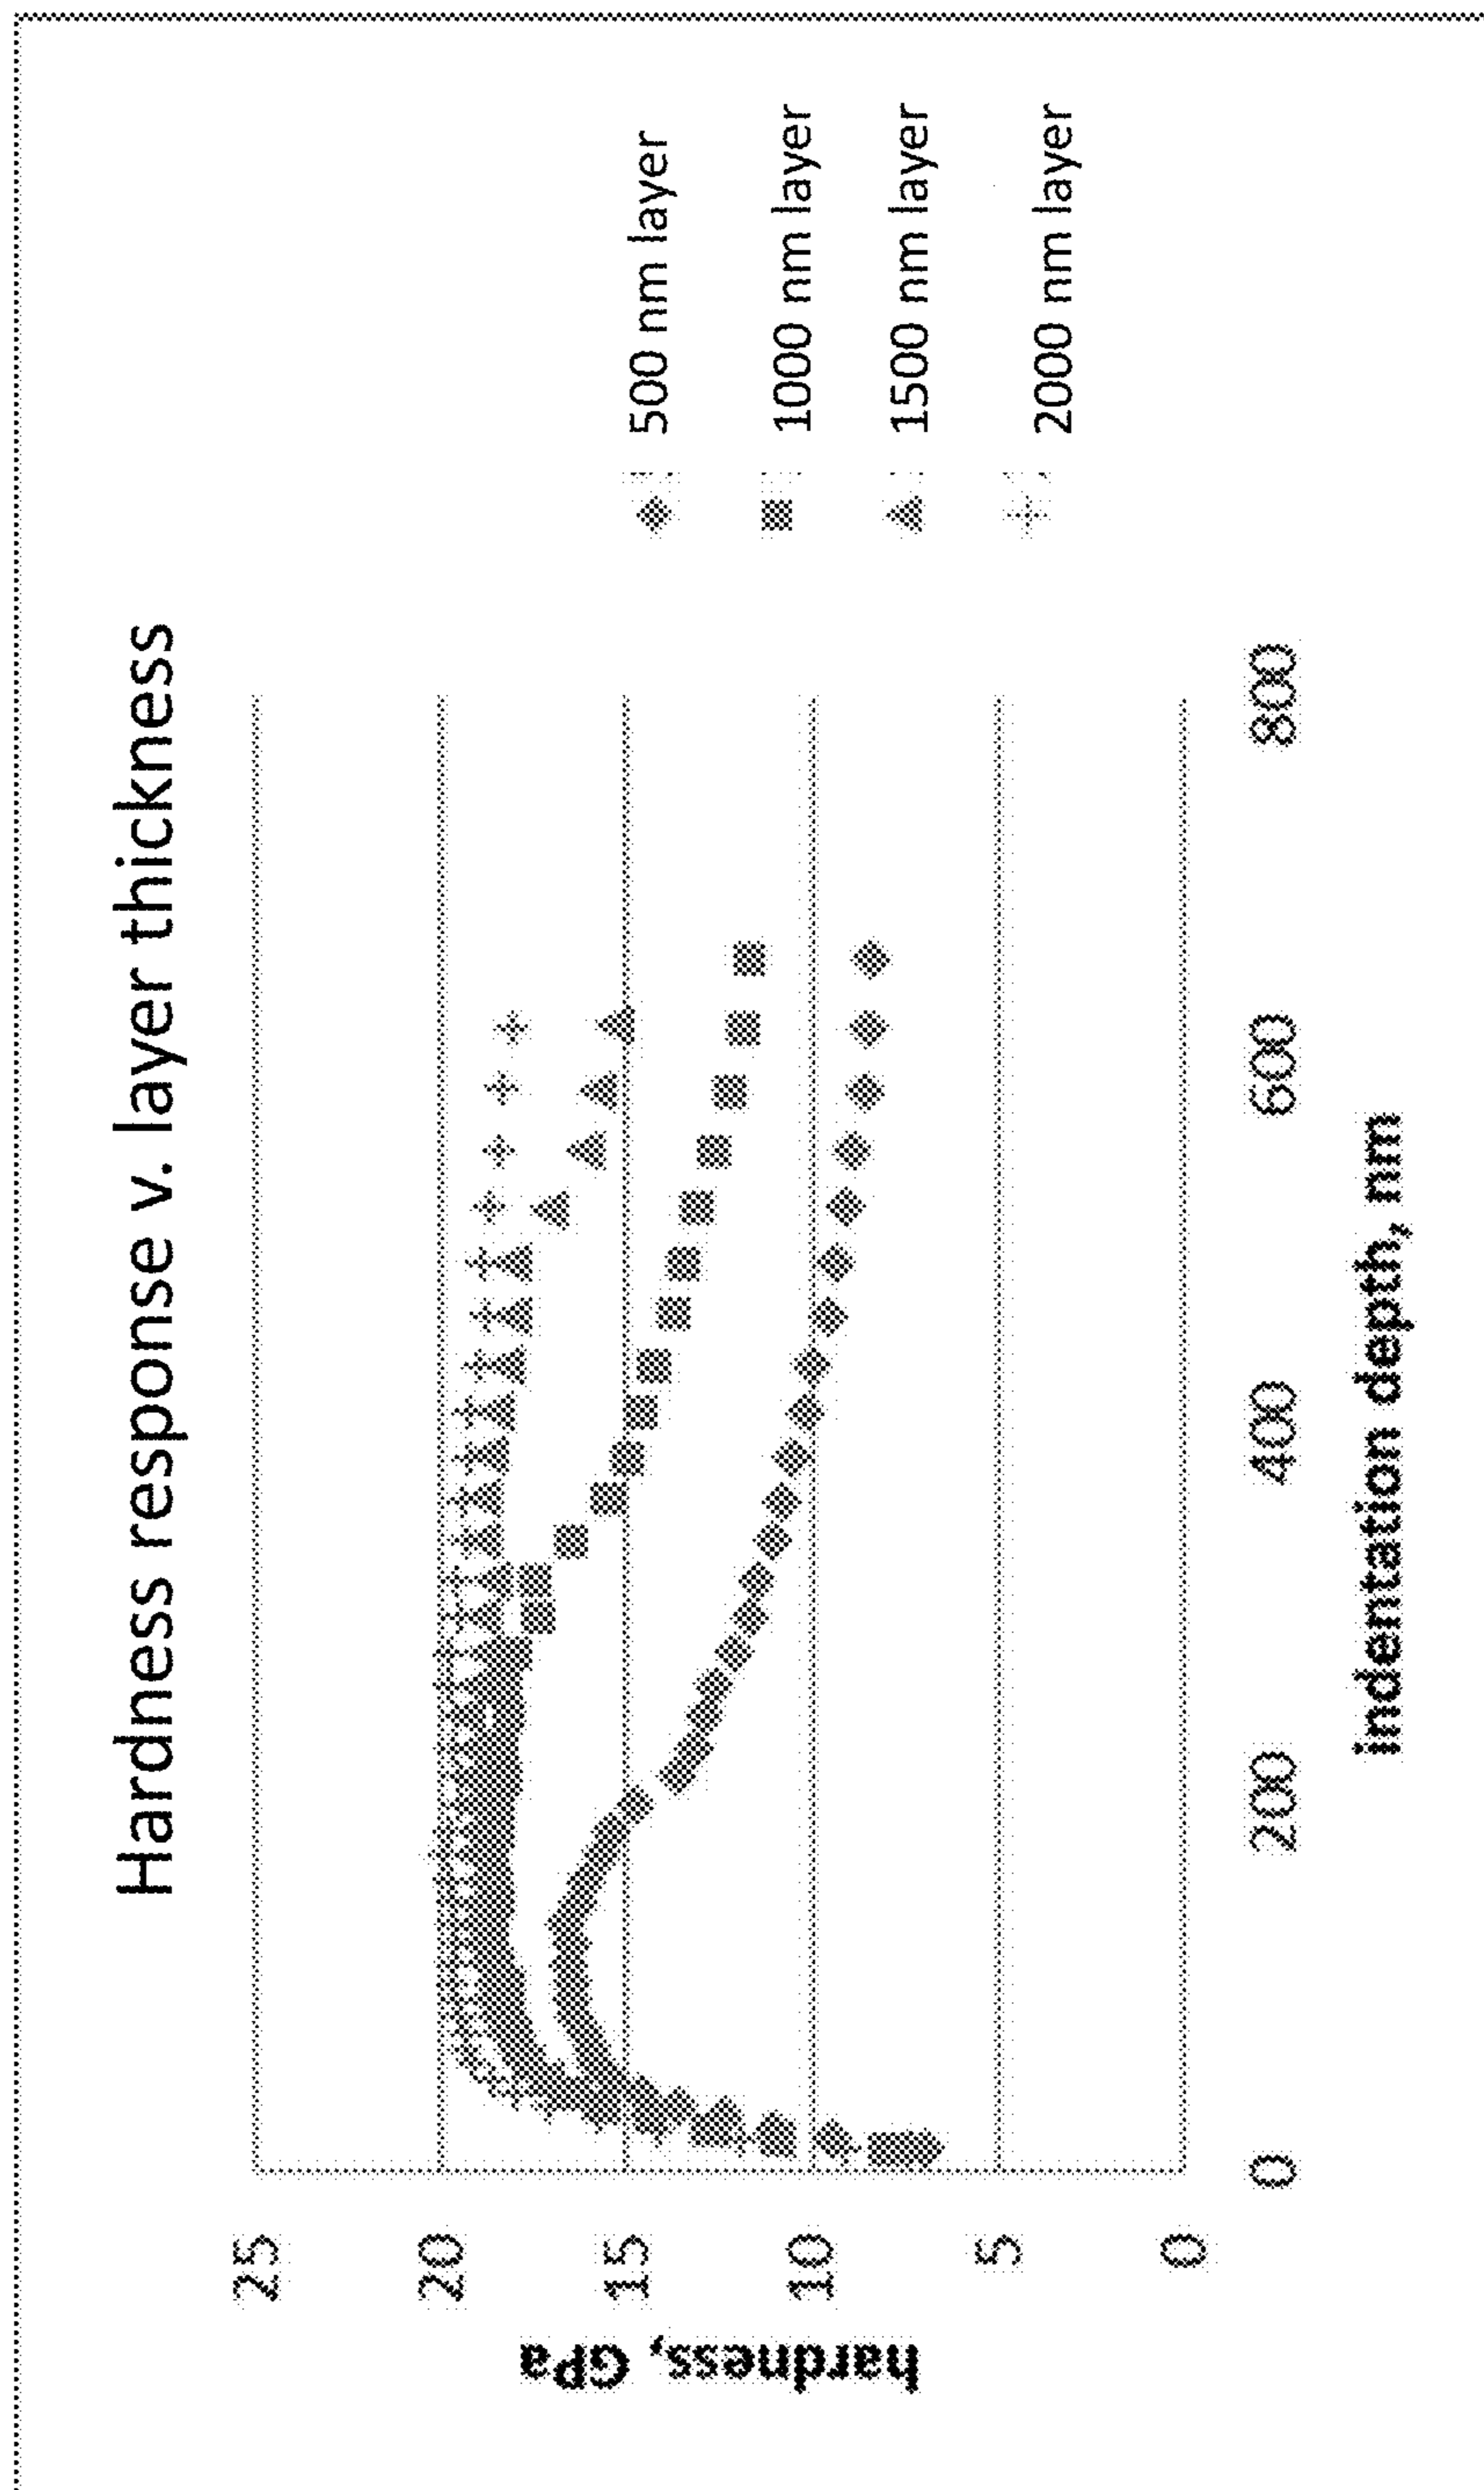 Hardness response v. layer thickness
25
20
15
10
5
0
hardness, GPa
0
200
400
600
800
indentation depth, nm
500 nm layer
1000 nm layer
1500 nm layer
2000 nm layer